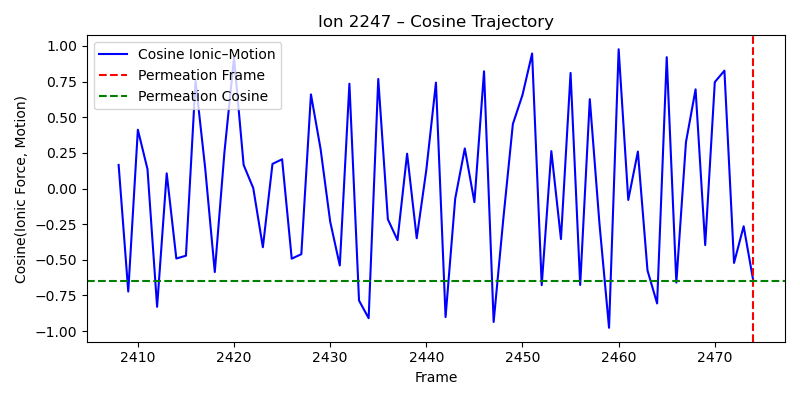 Ion 2247 – Cosine Trajectory
Cosine Ionic–Motion
Permeation Frame
Permeation Cosine
Cosine(Ionic Force, Motion)
1.00
0.75
0.50
0.25
0.00
−0.25
−0.50
−0.75
−1.00
2410 2420 2430 2440 2450 2460 2470
Frame